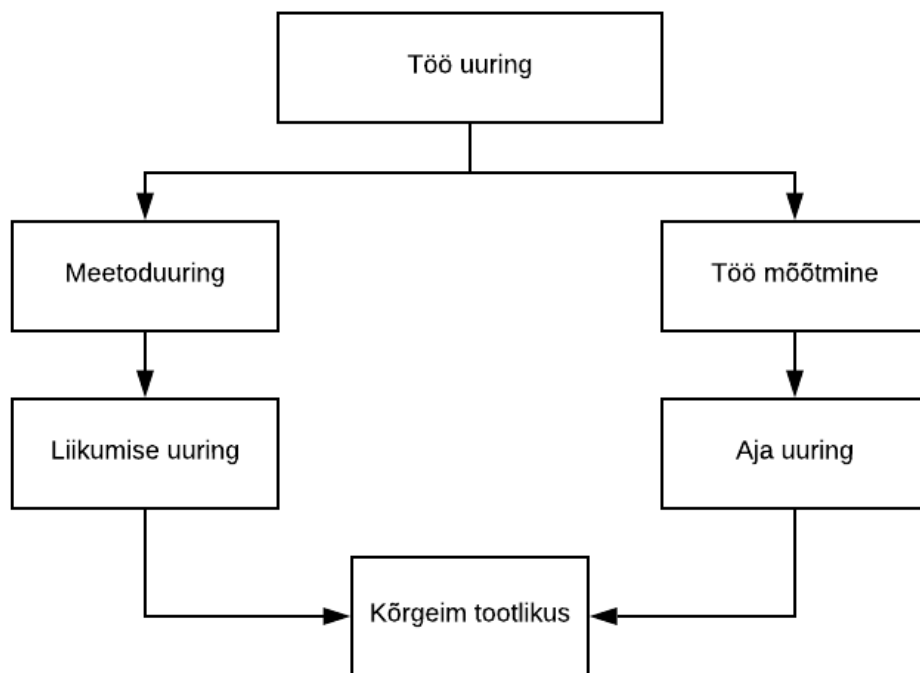 Töö uuring
Meetoduuring
Töö mõõtmine
Liikumise uuring
Aja uuring
Kõrgeim tootlikus